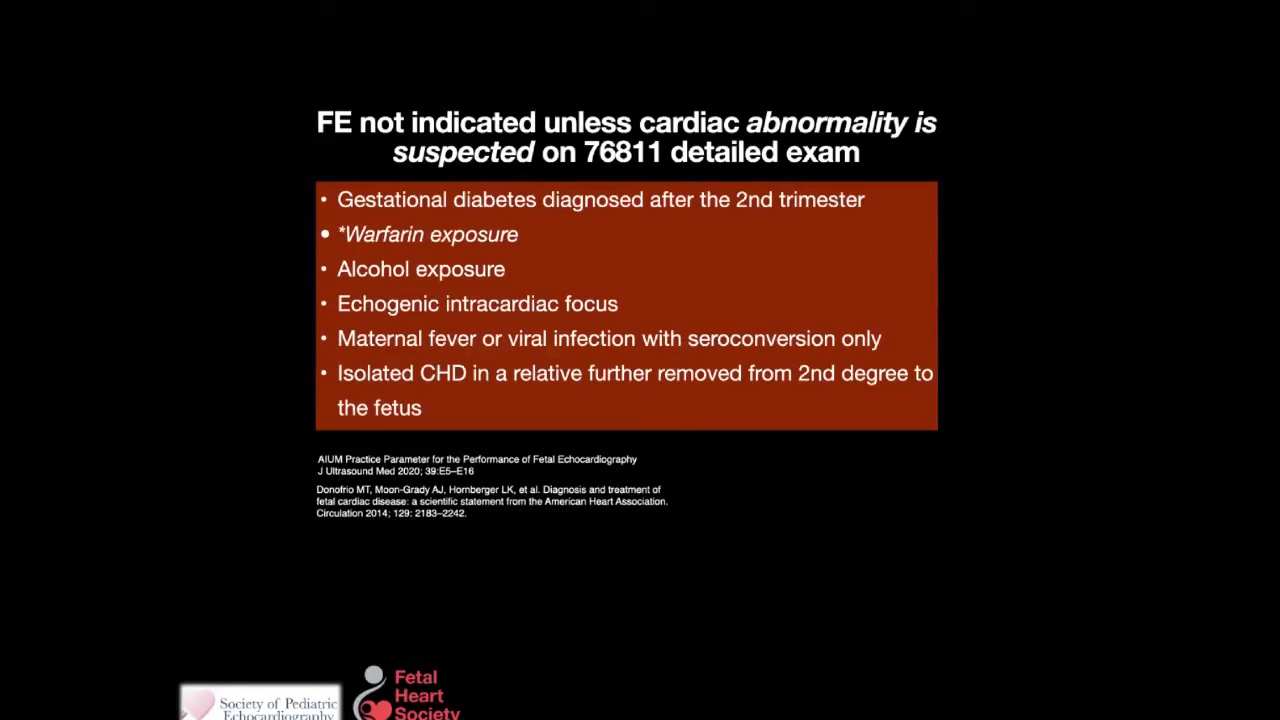 FE not indicated unless cardiac abnormality is
suspected on 76811 detailed exam
• Gestational diabetes diagnosed after the 2nd trimester
• *Warfarin exposure
• Alcohol exposure
• Echogenic intracardiac focus
• Maternal fever or viral infection with seroconversion only
• Isolated CHD in a relative further removed from 2nd degree to
the fetus
AIUM Practice Parameter for the Performance of Fetal Echocardiography
J Ultrasound Med 2020; 39:E5–E16
Donofrio MT, Moon-Grady AJ, Hornberger LK, et al. Diagnosis and treatment of
fetal cardiac disease: a scientific statement from the American Heart Association.
Circulation 2014; 129: 2183–2242.
Society of Pediatric
Echocardiography
Fetal
Heart
Society